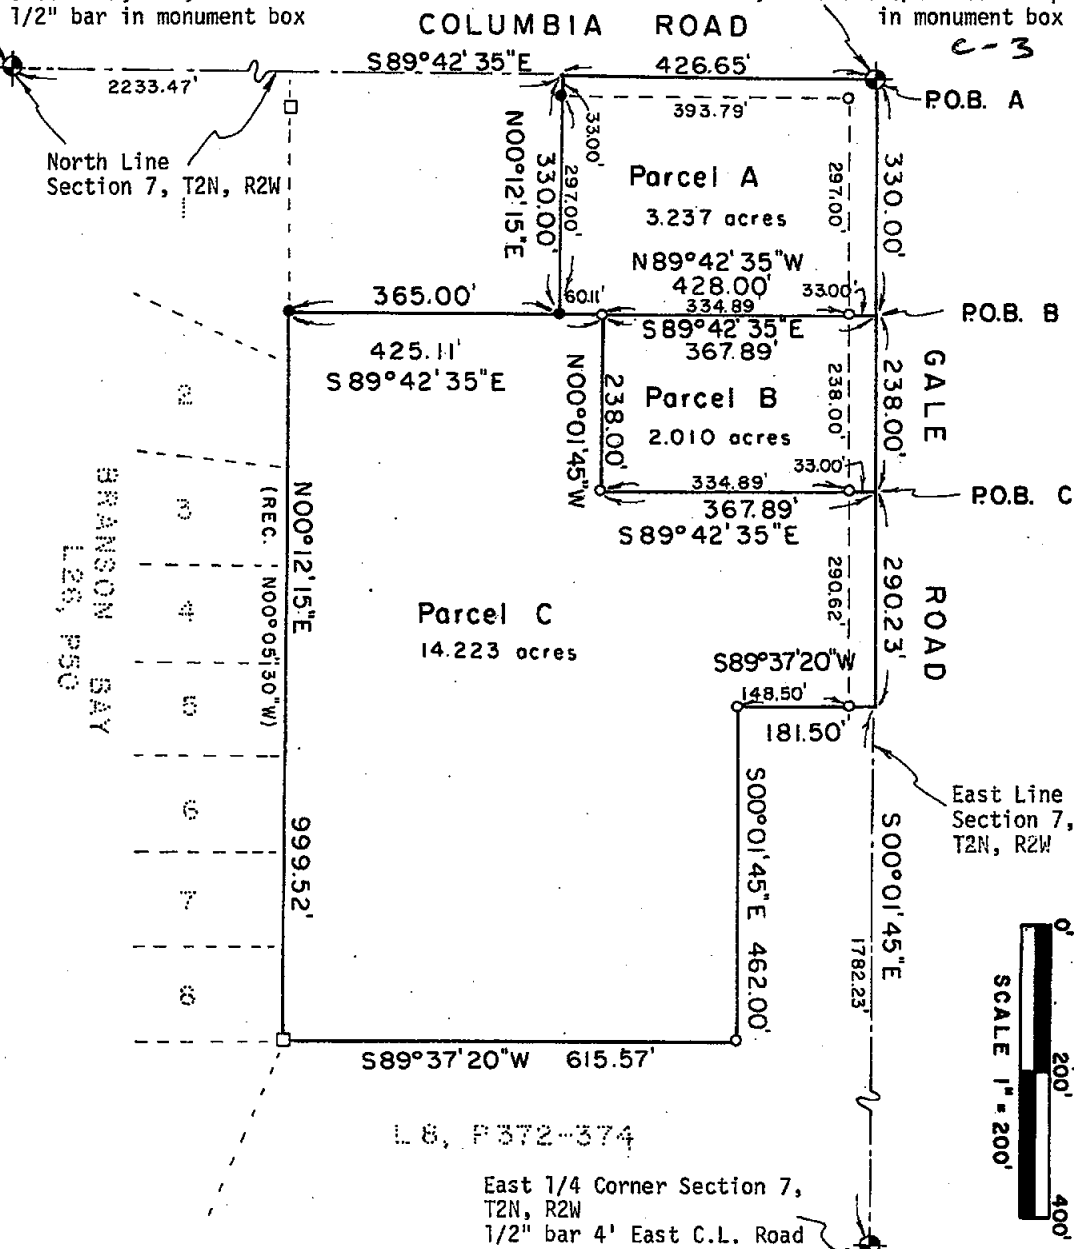 1/2" bar in monument box
in monument box
C-3
COLUMBIA ROAD
S89°42'35"E
426.65'
2233.47'
393.79'
P.O.B. A
North Line
Section 7, T2N, R2W
N00°12'15"E
330.00'
33.00'
297.00'
Parcel A
3.237 acres
297.00'
330.00'
N89°42'35"W
428.00'
365.00'
60.11'
334.89'
33.00'
P.O.B. B
S89°42'35"E
367.89'
425.11'
S89°42'35"E
N00°01'45"W
238.00'
Parcel B
2.010 acres
238.00'
238.00'
GALE ROAD
33.00'
334.89'
367.89'
S89°42'35"E
P.O.B. C
2
3
4
5
6
7
8
BRANSON BAY
L26, P50
(REC. N00°05'30"W)
N00°12'15"E
999.52'
Parcel C
14.223 acres
290.62'
290.23'
S89°37'20"W
148.50'
181.50'
S00°01'45"E 462.00'
East Line
Section 7,
T2N, R2W
S00°01'45"E
1782.23'
S89°37'20"W 615.57'
L8, P372-374
East 1/4 Corner Section 7,
T2N, R2W
1/2" bar 4' East C.L. Road
SCALE 1" = 200'
0'
200'
400'